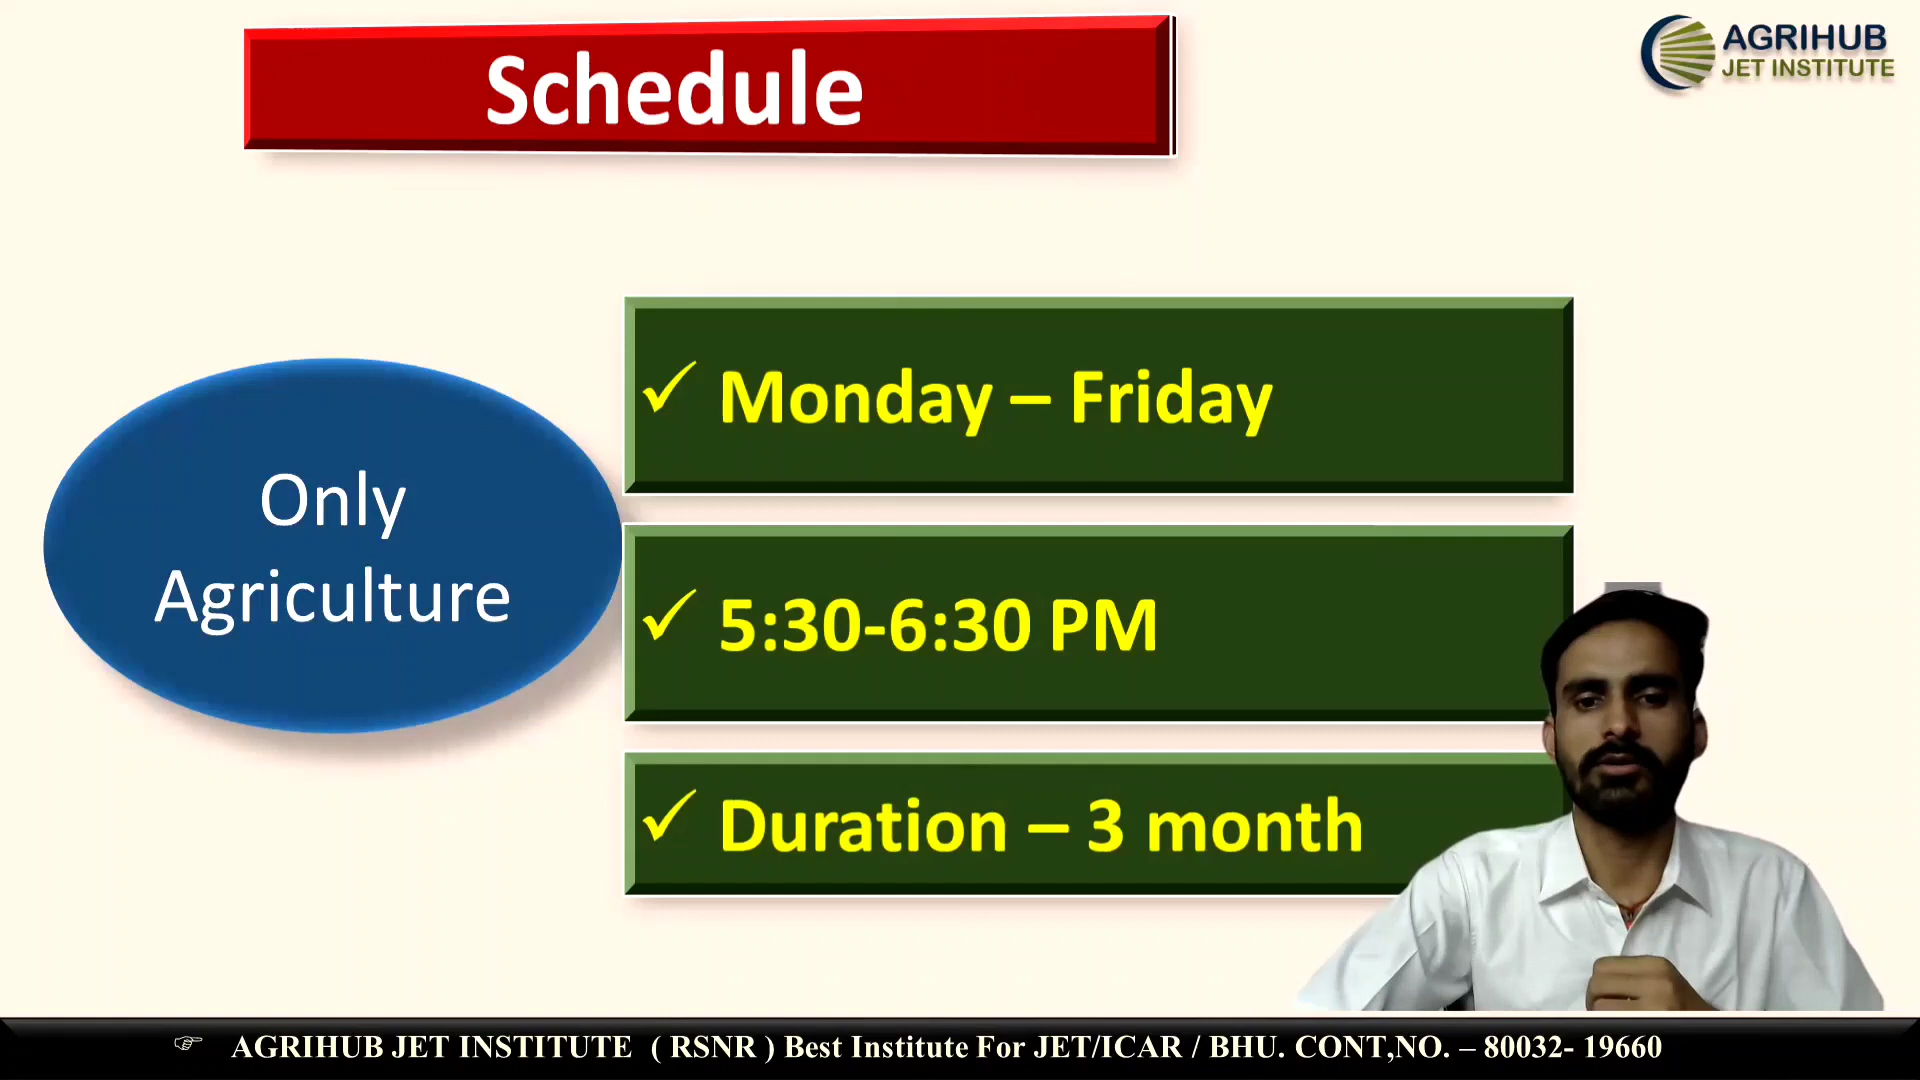 Schedule
AGRIHUB
JET INSTITUTE
Only
Agriculture
✓ Monday – Friday
✓ 5:30-6:30 PM
✓ Duration – 3 month
☞ AGRIHUB JET INSTITUTE ( RSNR ) Best Institute For JET/ICAR / BHU. CONT,NO. – 80032- 19660